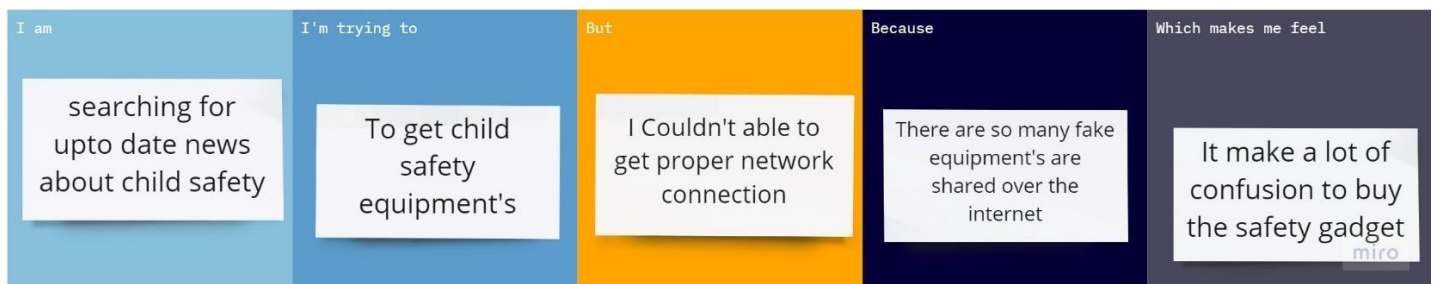 I am
searching for
upto date news
about child safety
I'm trying to
To get child
safety
equipment's
But
I Couldn't able to
get proper network
connection
Because
There are so many fake
equipment's are
shared over the
internet
Which makes me feel
It make a lot of
confusion to buy
the safety gadget
miro